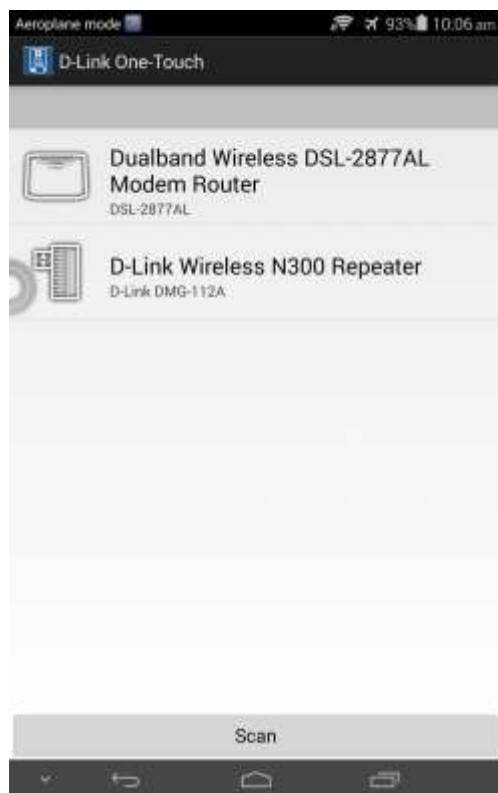 Aeroplane mode 93% 10:06 am
D-Link One-Touch
Dualband Wireless DSL-2877AL
Modem Router
DSL-2877AL
D-Link Wireless N300 Repeater
D-Link DMG-112A
Scan